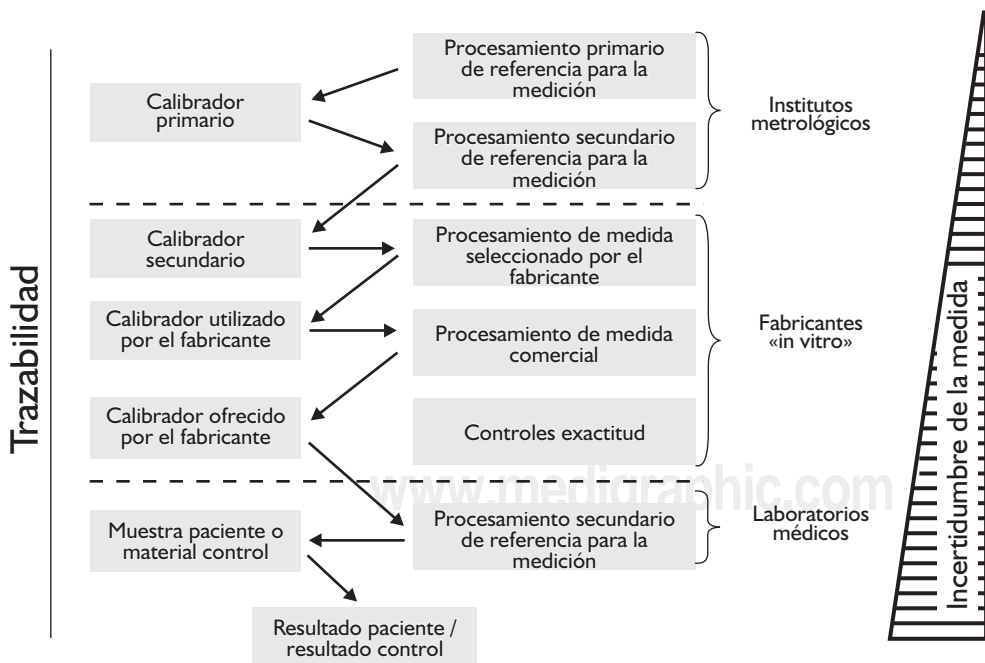 Trazabilidad
Procesamiento primario
de referencia para la
medición
Calibrador
primario
Institutos
metrológicos
Procesamiento secundario
de referencia para la
medición
Calibrador
secundario
Procesamiento de medida
seleccionado por el
fabricante
Calibrador utilizado
por el fabricante
Procesamiento de medida
comercial
Fabricantes
«in vitro»
Calibrador ofrecido
por el fabricante
Controles exactitud
www.medigraphic.com
Muestra paciente o
material control
Procesamiento secundario
de referencia para la
medición
Laboratorios
médicos
Resultado paciente /
resultado control
Incertidumbre de la medida